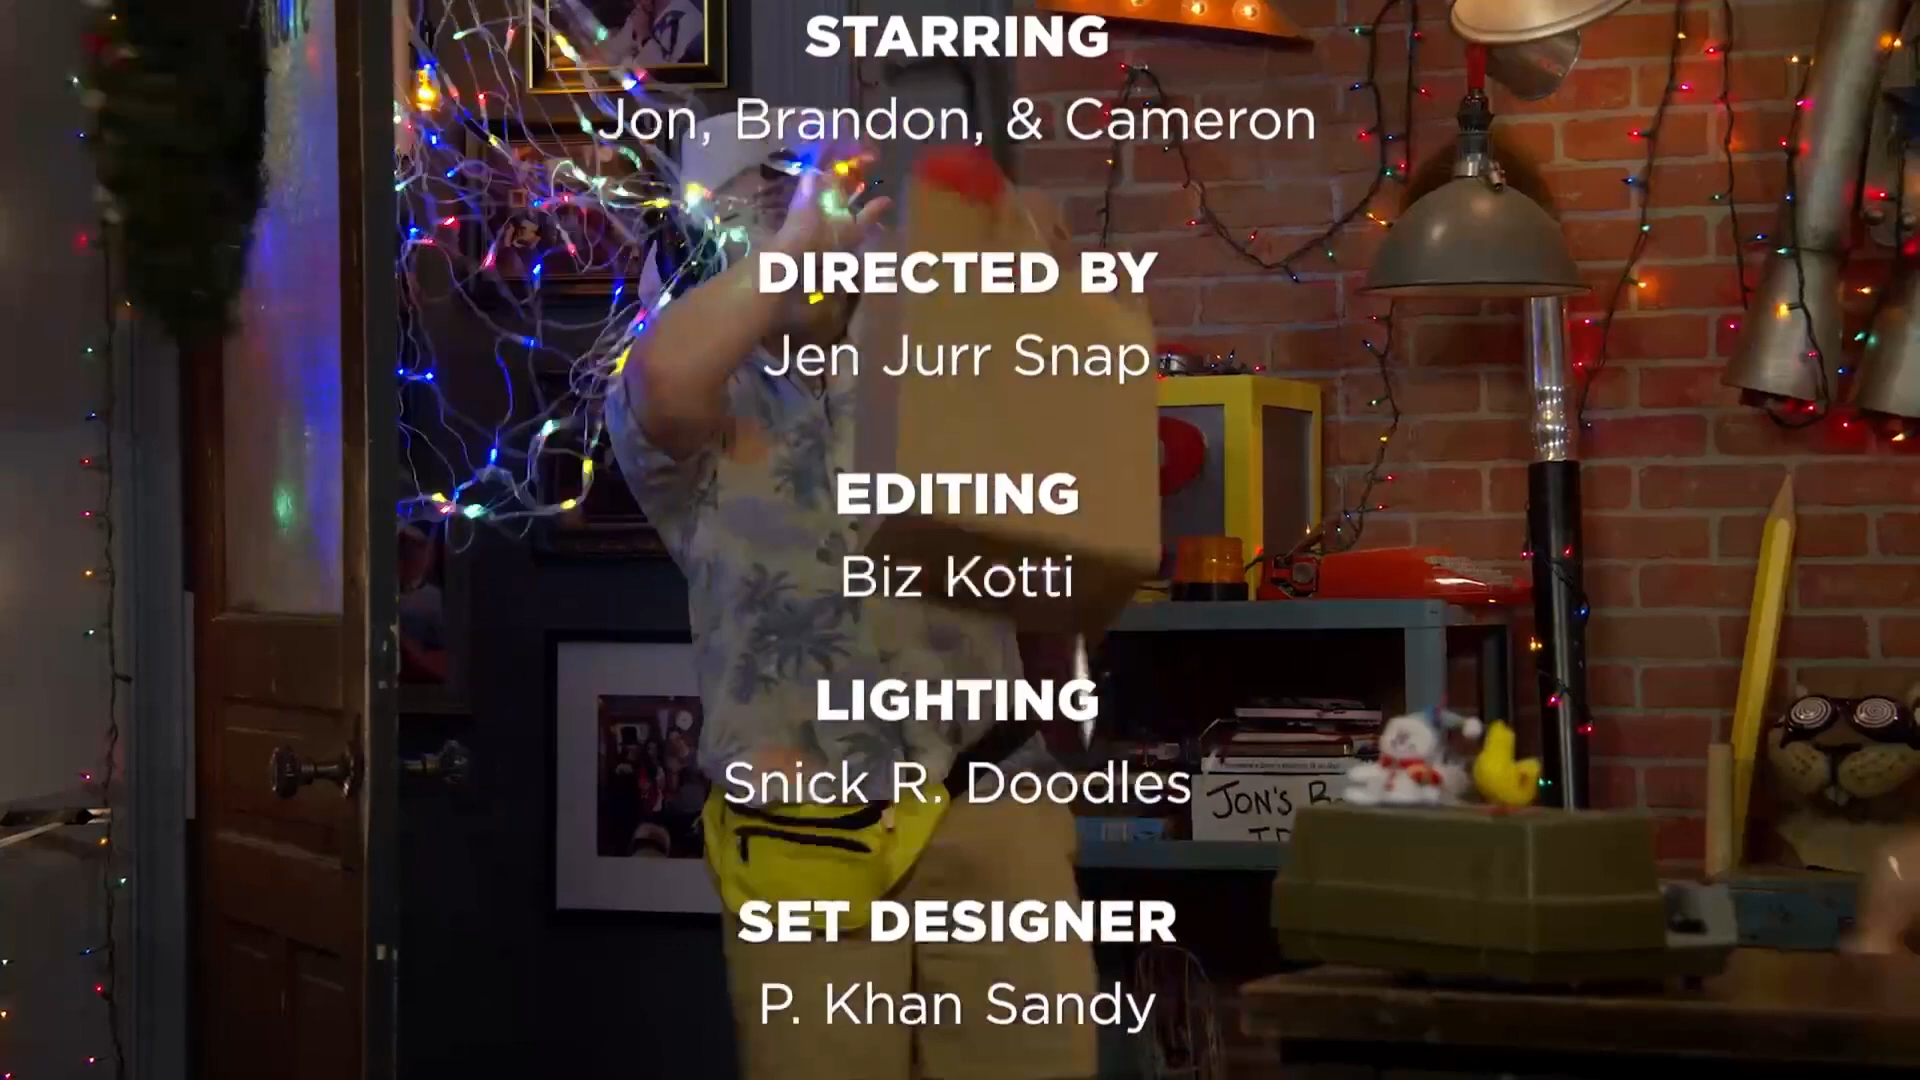 STARRING
Jon, Brandon, & Cameron
DIRECTED BY
Jen Jurr Snap
EDITING
Biz Kotti
LIGHTING
Snick R. Doodles
JON'S
SET DESIGNER
P. Khan Sandy